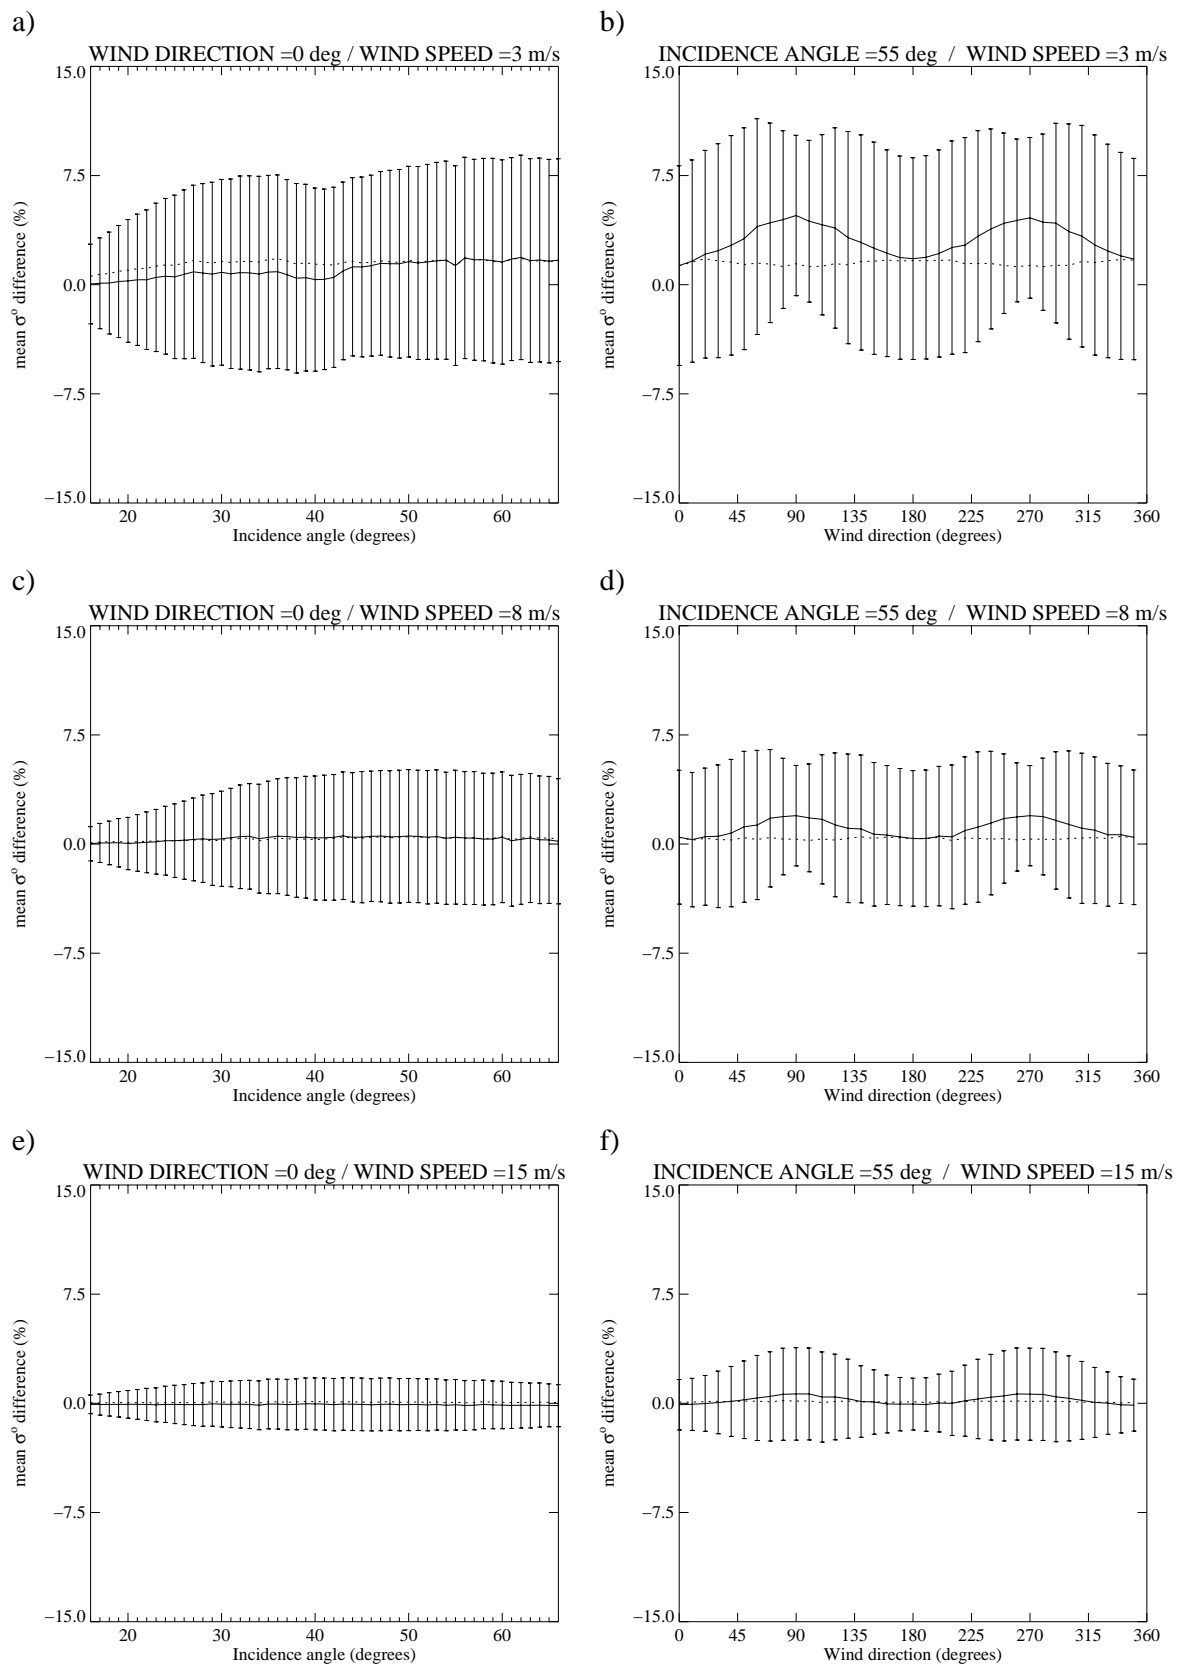 a)
WIND DIRECTION =0 deg / WIND SPEED =3 m/s
15.0
7.5
0.0
−7.5
−15.0
mean σº difference (%)
20 30 40 50 60
Incidence angle (degrees)
b)
INCIDENCE ANGLE =55 deg / WIND SPEED =3 m/s
15.0
7.5
0.0
−7.5
−15.0
mean σº difference (%)
0 45 90 135 180 225 270 315 360
Wind direction (degrees)
c)
WIND DIRECTION =0 deg / WIND SPEED =8 m/s
15.0
7.5
0.0
−7.5
−15.0
mean σº difference (%)
20 30 40 50 60
Incidence angle (degrees)
d)
INCIDENCE ANGLE =55 deg / WIND SPEED =8 m/s
15.0
7.5
0.0
−7.5
−15.0
mean σº difference (%)
0 45 90 135 180 225 270 315 360
Wind direction (degrees)
e)
WIND DIRECTION =0 deg / WIND SPEED =15 m/s
15.0
7.5
0.0
−7.5
−15.0
mean σº difference (%)
20 30 40 50 60
Incidence angle (degrees)
f)
INCIDENCE ANGLE =55 deg / WIND SPEED =15 m/s
15.0
7.5
0.0
−7.5
−15.0
mean σº difference (%)
0 45 90 135 180 225 270 315 360
Wind direction (degrees)